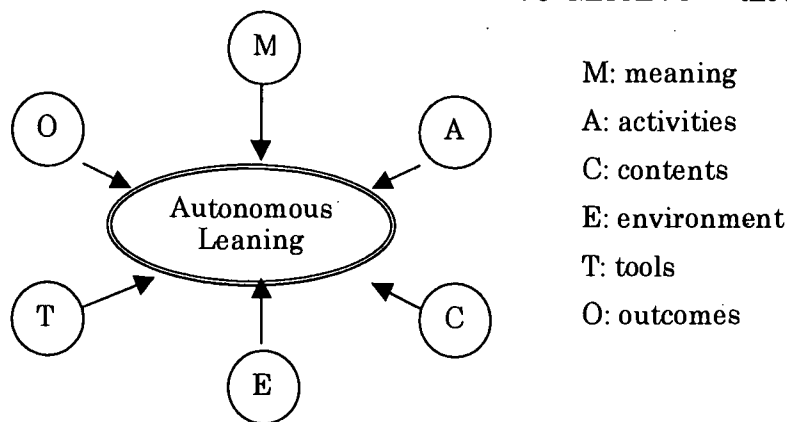 M
O
A
Autonomous
Leaning
T
C
E
M: meaning
A: activities
C: contents
E: environment
T: tools
O: outcomes